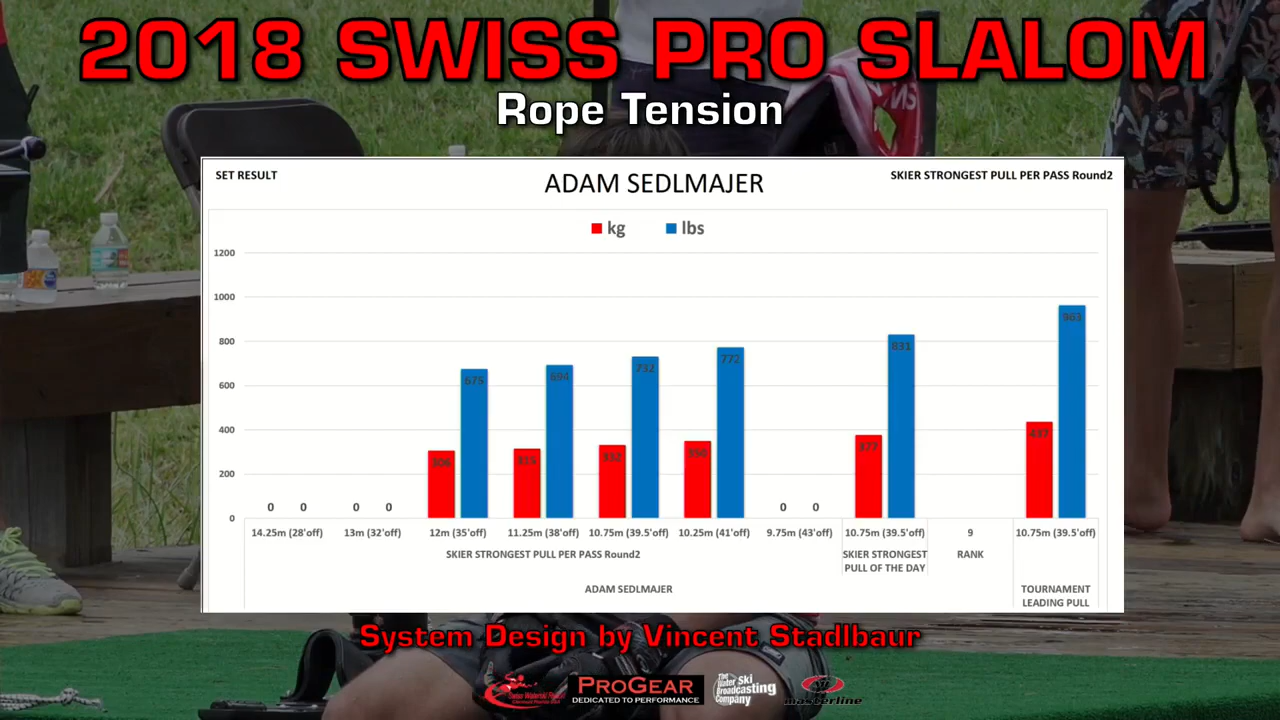 2018 SWISS PRO SLALOM
Rope Tension
SET RESULT
ADAM SEDLMAJER
SKIER STRONGEST PULL PER PASS Round2
kg lbs
1200
1000
800
600
400
200
0
0 0 0 0 306 675 315 694 332 732 350 772 0 0 377 831 437 963
14.25m (28'off) 13m (32'off) 12m (35'off) 11.25m (38'off) 10.75m (39.5'off) 10.25m (41'off) 9.75m (43'off) 10.75m (39.5'off) 9 10.75m (39.5'off)
SKIER STRONGEST PULL PER PASS Round2
SKIER STRONGEST
PULL OF THE DAY
RANK
ADAM SEDLMAJER
TOURNAMENT
LEADING PULL
System Design by Vincent Stadlbaur
PROGEAR
DEDICATED TO PERFORMANCE
The
Water Ski
Broadcasting
Company
masterline